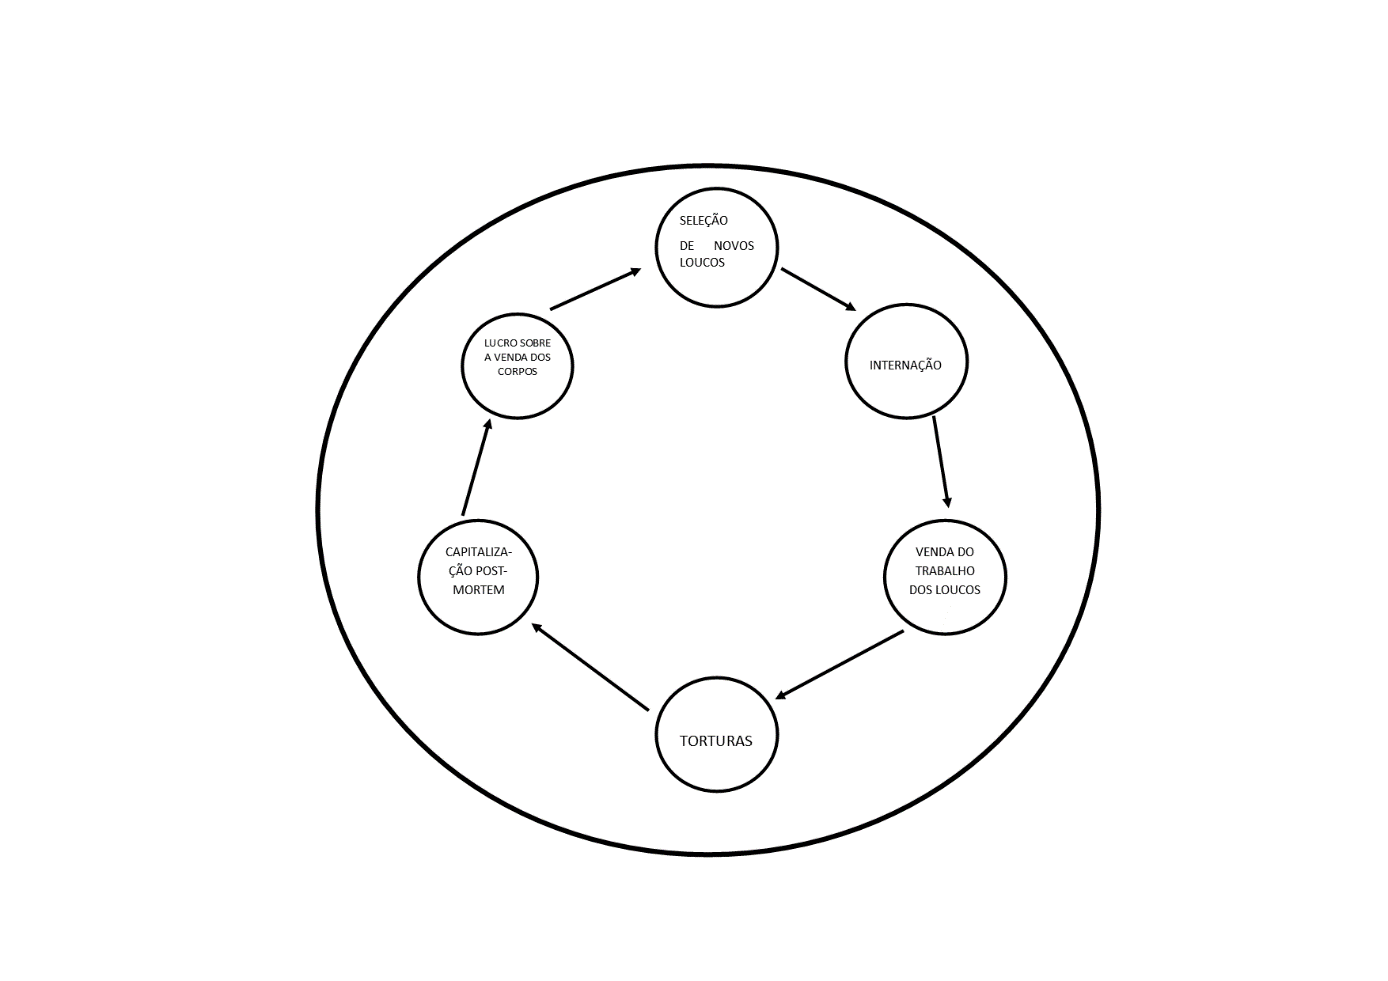 SELEÇÃO
DE NOVOS
LOUCOS
INTERNAÇÃO
VENDA DO
TRABALHO
DOS LOUCOS
TORTURAS
CAPITALIZA-
ÇÃO POST-
MORTEM
LUCRO SOBRE
A VENDA DOS
CORPOS